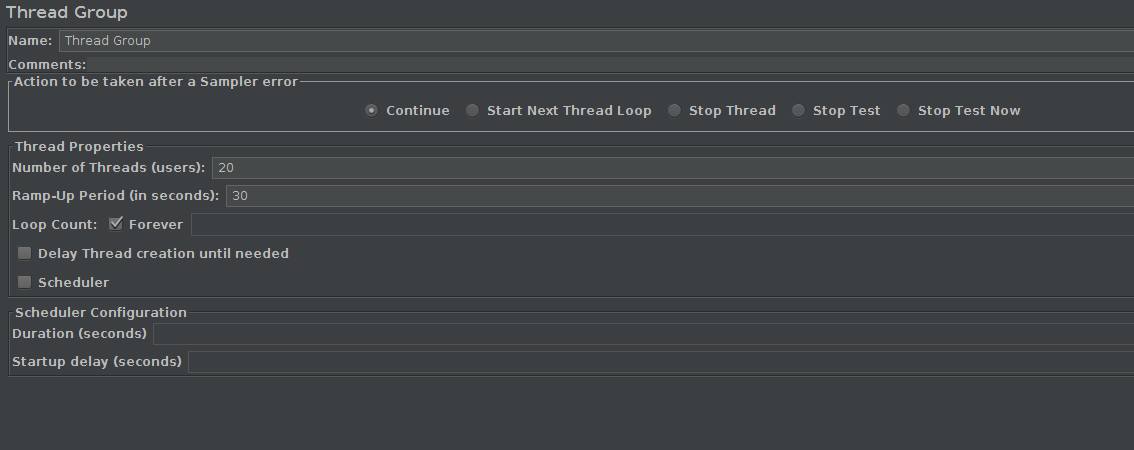 Thread Group
Name: Thread Group
Comments:
Action to be taken after a Sampler error
Continue Start Next Thread Loop Stop Thread Stop Test Stop Test Now
Thread Properties
Number of Threads (users): 20
Ramp-Up Period (in seconds): 30
Loop Count: Forever
Delay Thread creation until needed
Scheduler
Scheduler Configuration
Duration (seconds)
Startup delay (seconds)